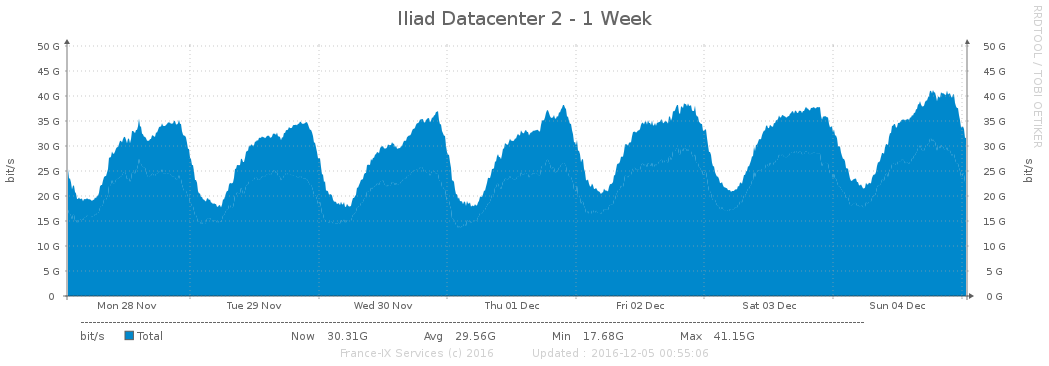 Iliad Datacenter 2 - 1 Week
RRDTOOL / TOBI OETIKER
bit/s
50 G 50 G
45 G 45 G
40 G 40 G
35 G 35 G
30 G 30 G
25 G 25 G
20 G 20 G
15 G 15 G
10 G 10 G
5 G 5 G
0 0 G
bit/s
Mon 28 Nov Tue 29 Nov Wed 30 Nov Thu 01 Dec Fri 02 Dec Sat 03 Dec Sun 04 Dec
bit/s Total Now 30.31G Avg 29.56G Min 17.68G Max 41.15G
France-IX Services (c) 2016 Updated : 2016-12-05 00:55:06